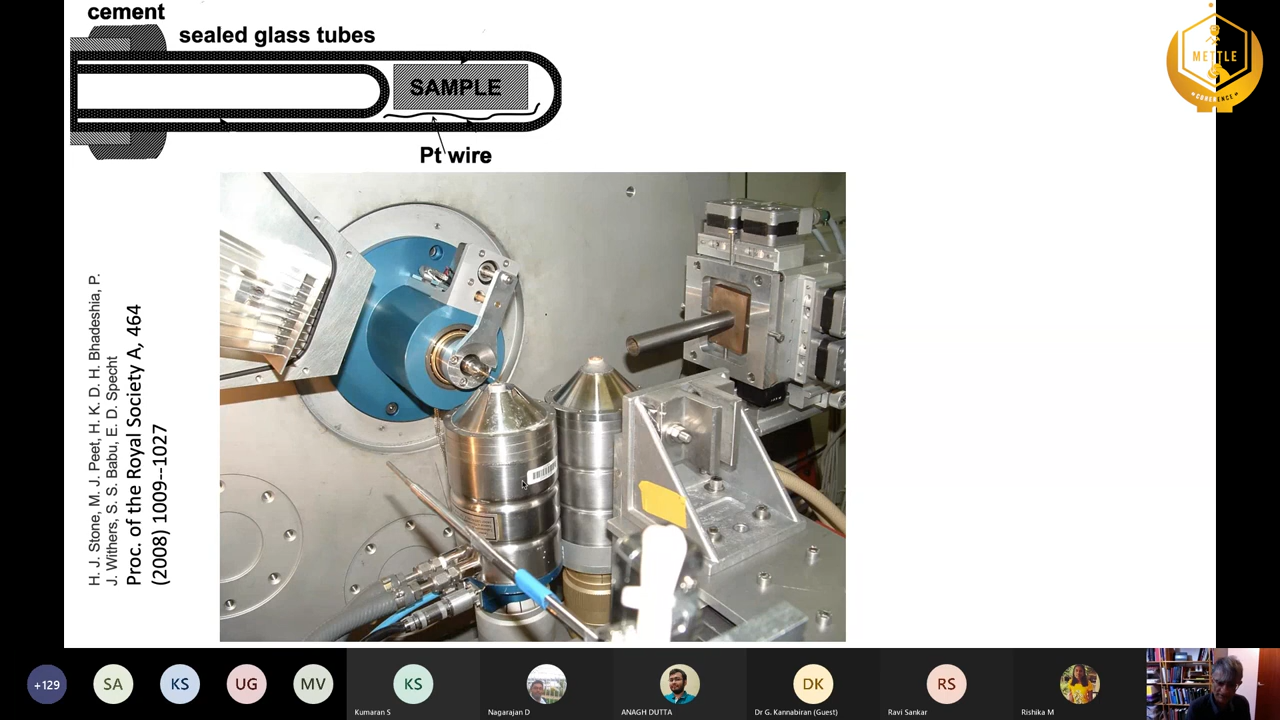 cement
sealed glass tubes
SAMPLE
Pt wire
H. J. Stone, M. J. Peet, H. K. D. H. Bhadeshia, P.
J. Withers, S. S. Babu, E. D. Specht
Proc. of the Royal Society A, 464
(2008) 1009--1027
METTLE
COHERENCE
+129
SA
KS
UG
MV
KS
DK
RS
Kumaran S
Nagarajan D
ANAGH DUTTA
Dr G. Kannabiran (Guest)
Ravi Sankar
Rishika M